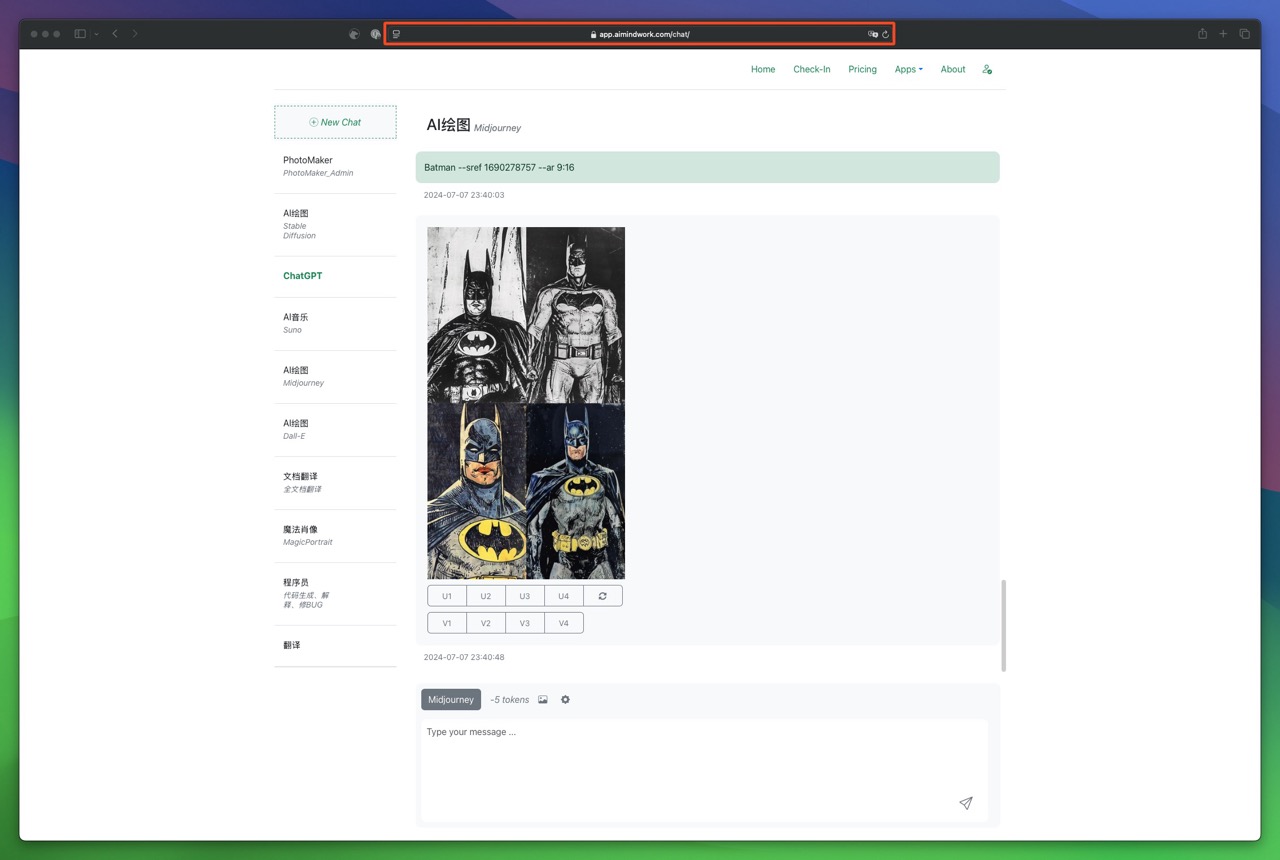 app.aimindwork.com/chat/
Home Check-In Pricing Apps About
New Chat
PhotoMaker
PhotoMaker_Admin
AI绘图
Stable
Diffusion
ChatGPT
AI音乐
Suno
AI绘图
Midjourney
AI绘图
Dall-E
文档翻译
全文档翻译
魔法肖像
MagicPortrait
程序员
代码生成、解
释、修BUG
翻译
AI绘图 Midjourney
Batman --sref 1690278757 --ar 9:16
2024-07-07 23:40:03
U1 U2 U3 U4
V1 V2 V3 V4
2024-07-07 23:40:48
Midjourney ~5 tokens
Type your message ...